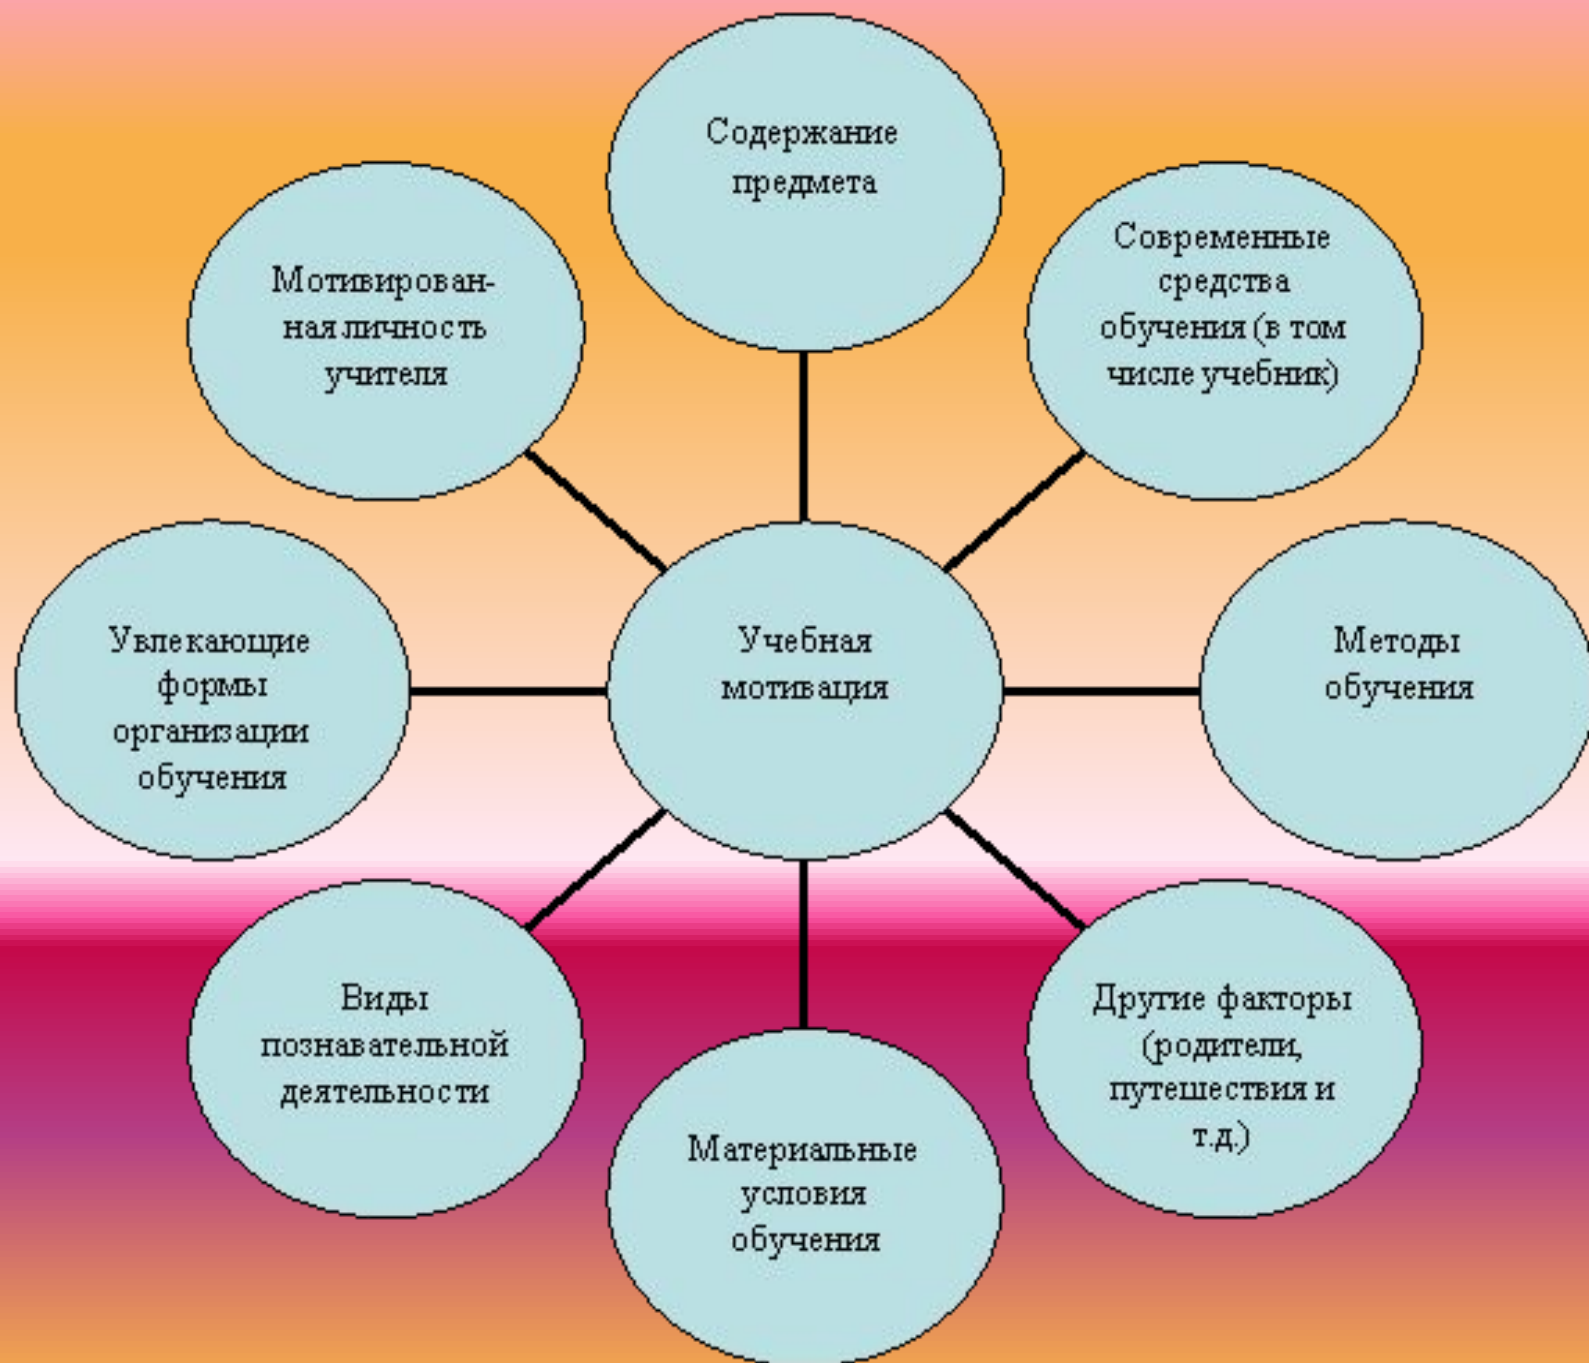 Содержание
предмета
Современные
средства
обучения (в том
числе учебник)
Мотивирован-
ная личность
учителя
Увлекающие
формы
организации
обучения
Учебная
мотивация
Методы
обучения
Виды
познавательной
деятельности
Другие факторы
(родители,
путешествия и
т.д.)
Материальные
условия
обучения